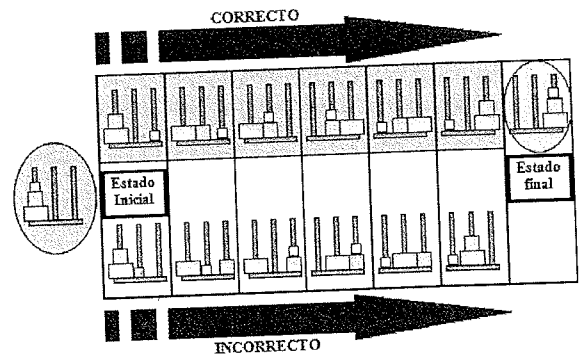 CORRECTO
Estado
Inicial
Estado
final
INCORRECTO